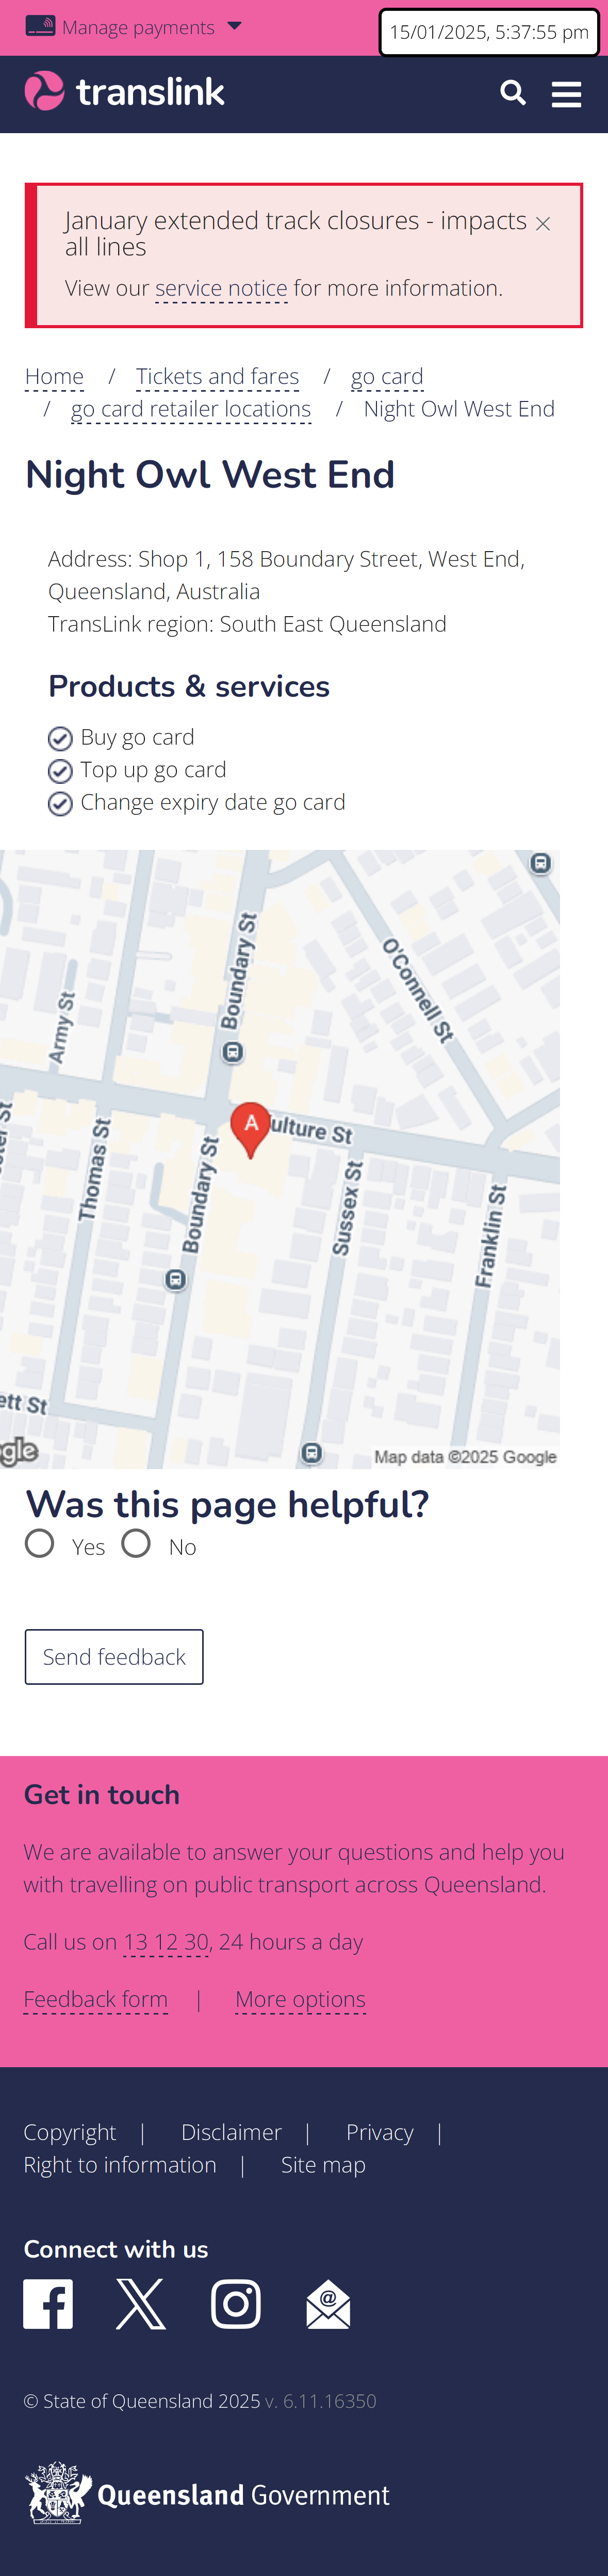 Manage payments
15/01/2025, 5:37:55 pm
translink
January extended track closures - impacts
all lines
View our service notice for more information.
Home / Tickets and fares / go card
/ go card retailer locations / Night Owl West End
Night Owl West End
Address: Shop 1, 158 Boundary Street, West End,
Queensland, Australia
TransLink region: South East Queensland
Products & services
Buy go card
Top up go card
Change expiry date go card
Boundary St
O'Connell St
Army St
A
ulture St
Thomas St
Boundary St
Sussex St
Franklin St
ett St
gle
Map data ©2025 Google
Was this page helpful?
Yes No
Send feedback
Get in touch
We are available to answer your questions and help you
with travelling on public transport across Queensland.
Call us on 13 12 30, 24 hours a day
Feedback form | More options
Copyright | Disclaimer | Privacy |
Right to information | Site map
Connect with us
@
© State of Queensland 2025 v. 6.11.16350
Queensland Government